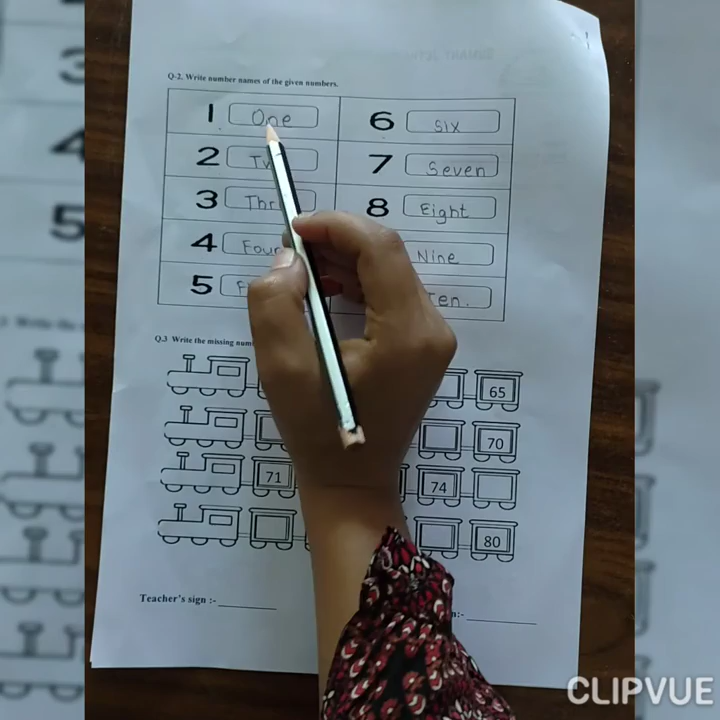 Q-2. Write number names of the given numbers.
1 One 6 Six
2 7 Seven
3 8 Eight
4 Four Nine
5 Ten.
Q.3 Write the missing
65
70
71 74
80
Teacher's sign :-
CLIPVUE